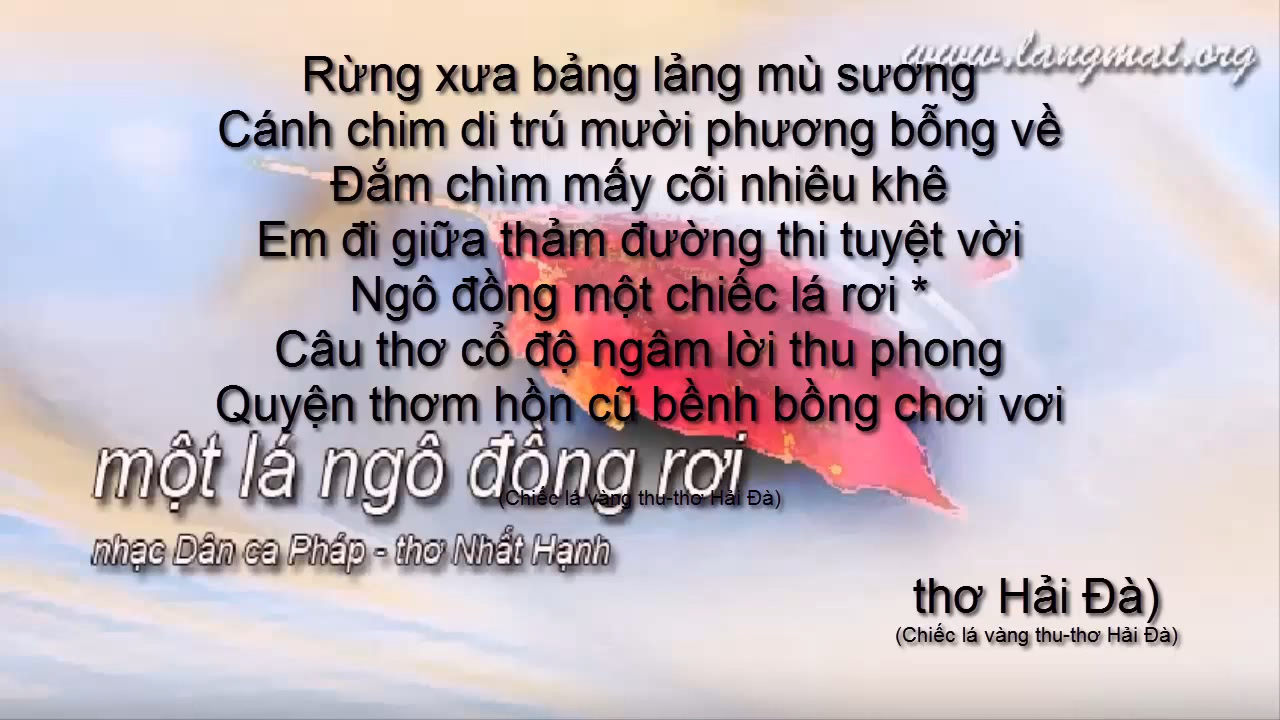 www.langmai.org
Rừng xưa bảng lảng mù sương
Cánh chim di trú mười phương bỗng về
Đắm chìm mấy cõi nhiêu khê
Em đi giữa thảm đường thi tuyệt vời
Ngô đồng một chiếc lá rơi *
Câu thơ cổ độ ngâm lời thu phong
Quyện thơm hồn cũ bềnh bồng chơi vơi
một lá ngô đồng rơi
(Chiếc lá vàng thu-thơ Hải Đà)
nhạc Dân ca Pháp - thơ Nhất Hạnh
thơ Hải Đà)
(Chiếc lá vàng thu-thơ Hải Đà)